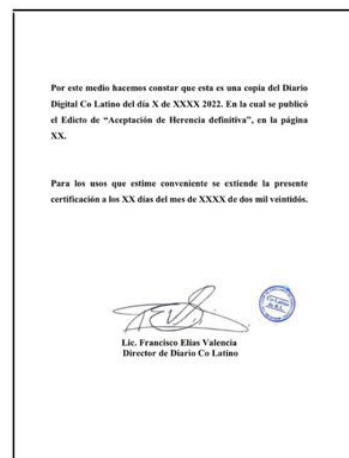 Por este medio hacemos constar que esta es una copia del Diario
Digital Co Latino del día X de XXXX 2022. En la cual se publicó
el Edicto de “Aceptación de Herencia definitiva”, en la página
XX.
Para los usos que estime conveniente se extiende la presente
certificación a los XX días del mes de XXXX de dos mil veintidós.
Lic. Francisco Elías Valencia
Director de Diario Co Latino